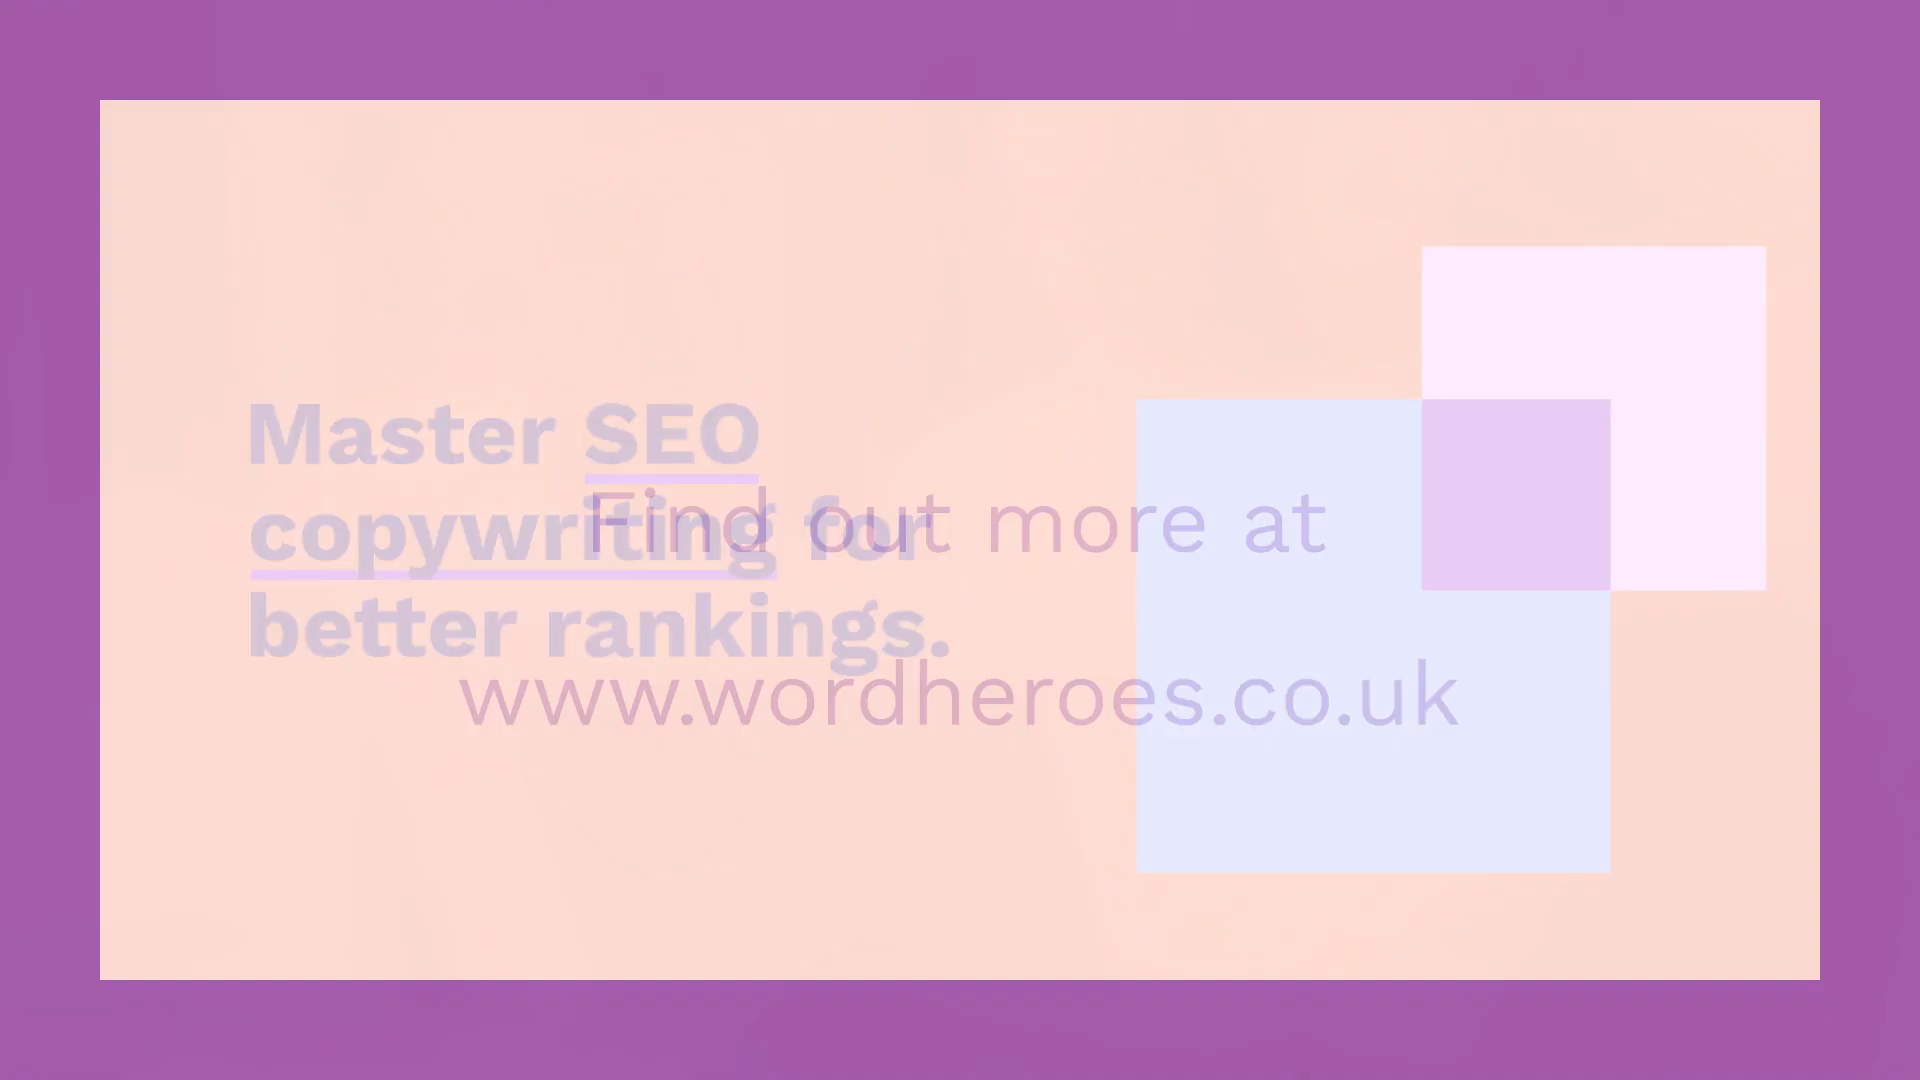 Master SEO
copywriting for
better rankings.
Find out more at
www.wordheroes.co.uk